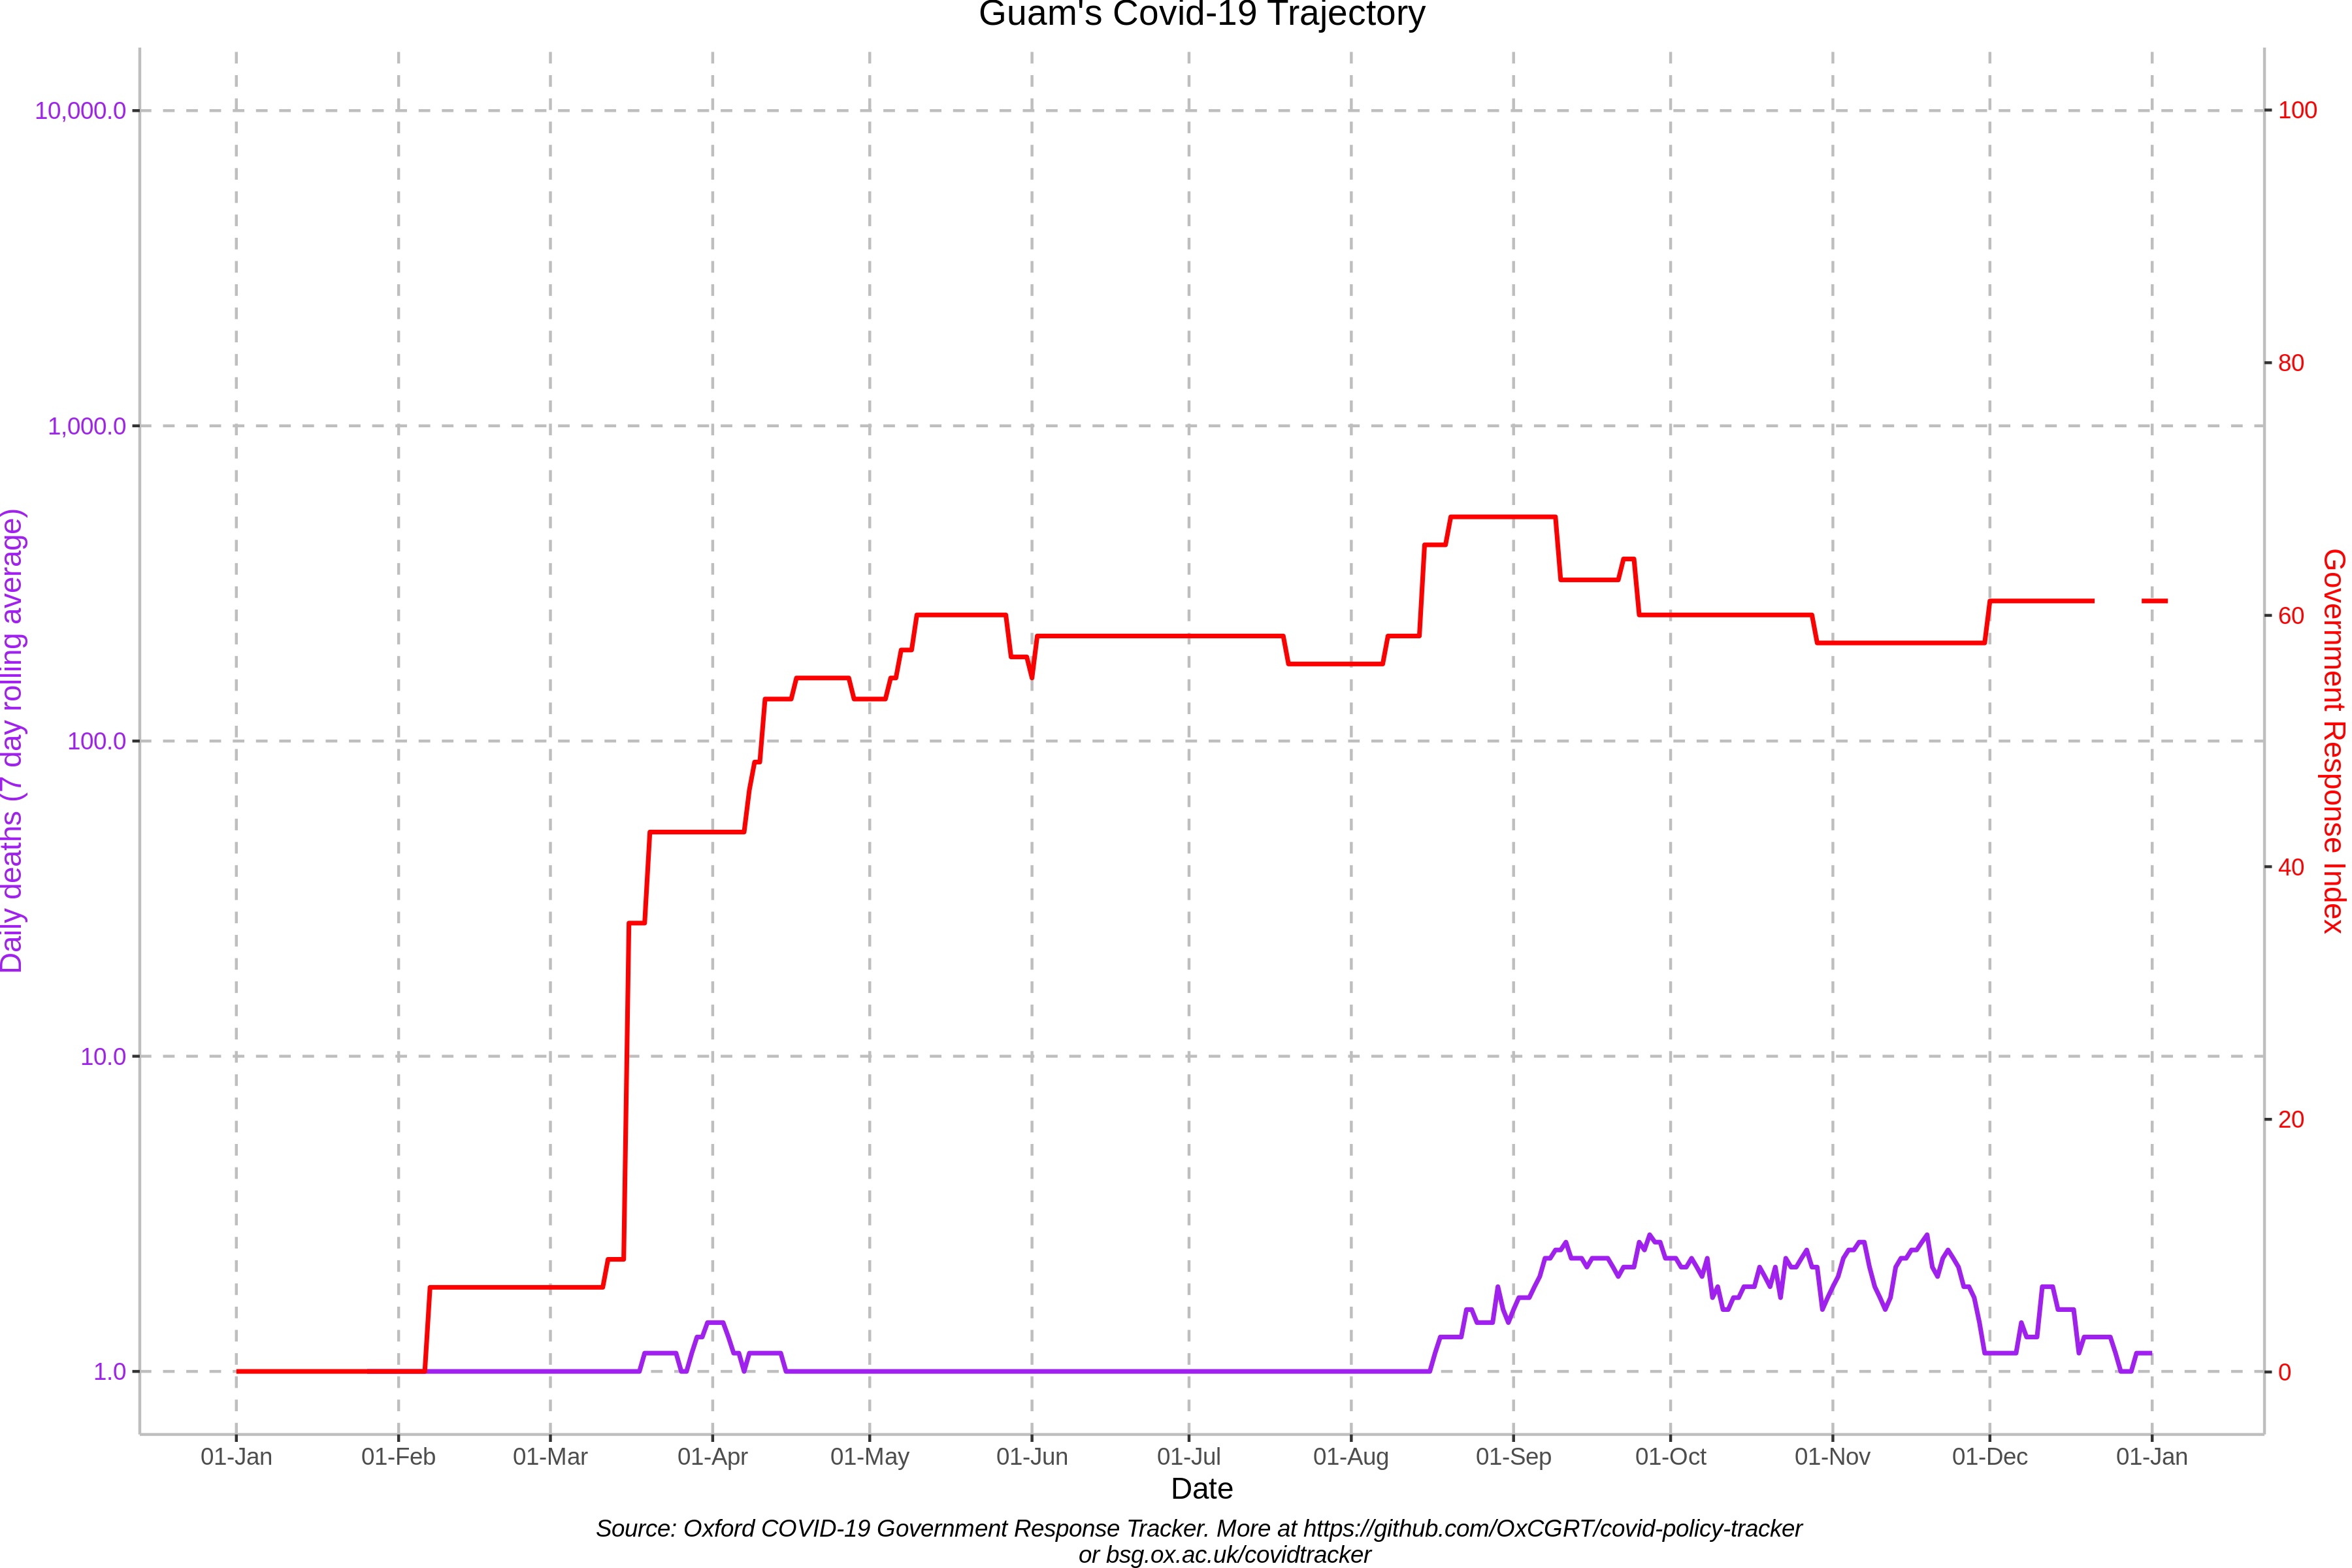 Guam's Covid-19 Trajectory
10,000.0
1,000.0
100.0
10.0
1.0
Daily deaths (7 day rolling average)
100
80
60
40
20
0
Government Response Index
01-Jan
01-Feb
01-Mar
01-Apr
01-May
01-Jun
01-Jul
01-Aug
01-Sep
01-Oct
01-Nov
01-Dec
01-Jan
Date
Source: Oxford COVID-19 Government Response Tracker. More at https://github.com/OxCGRT/covid-policy-tracker
or bsg.ox.ac.uk/covidtracker